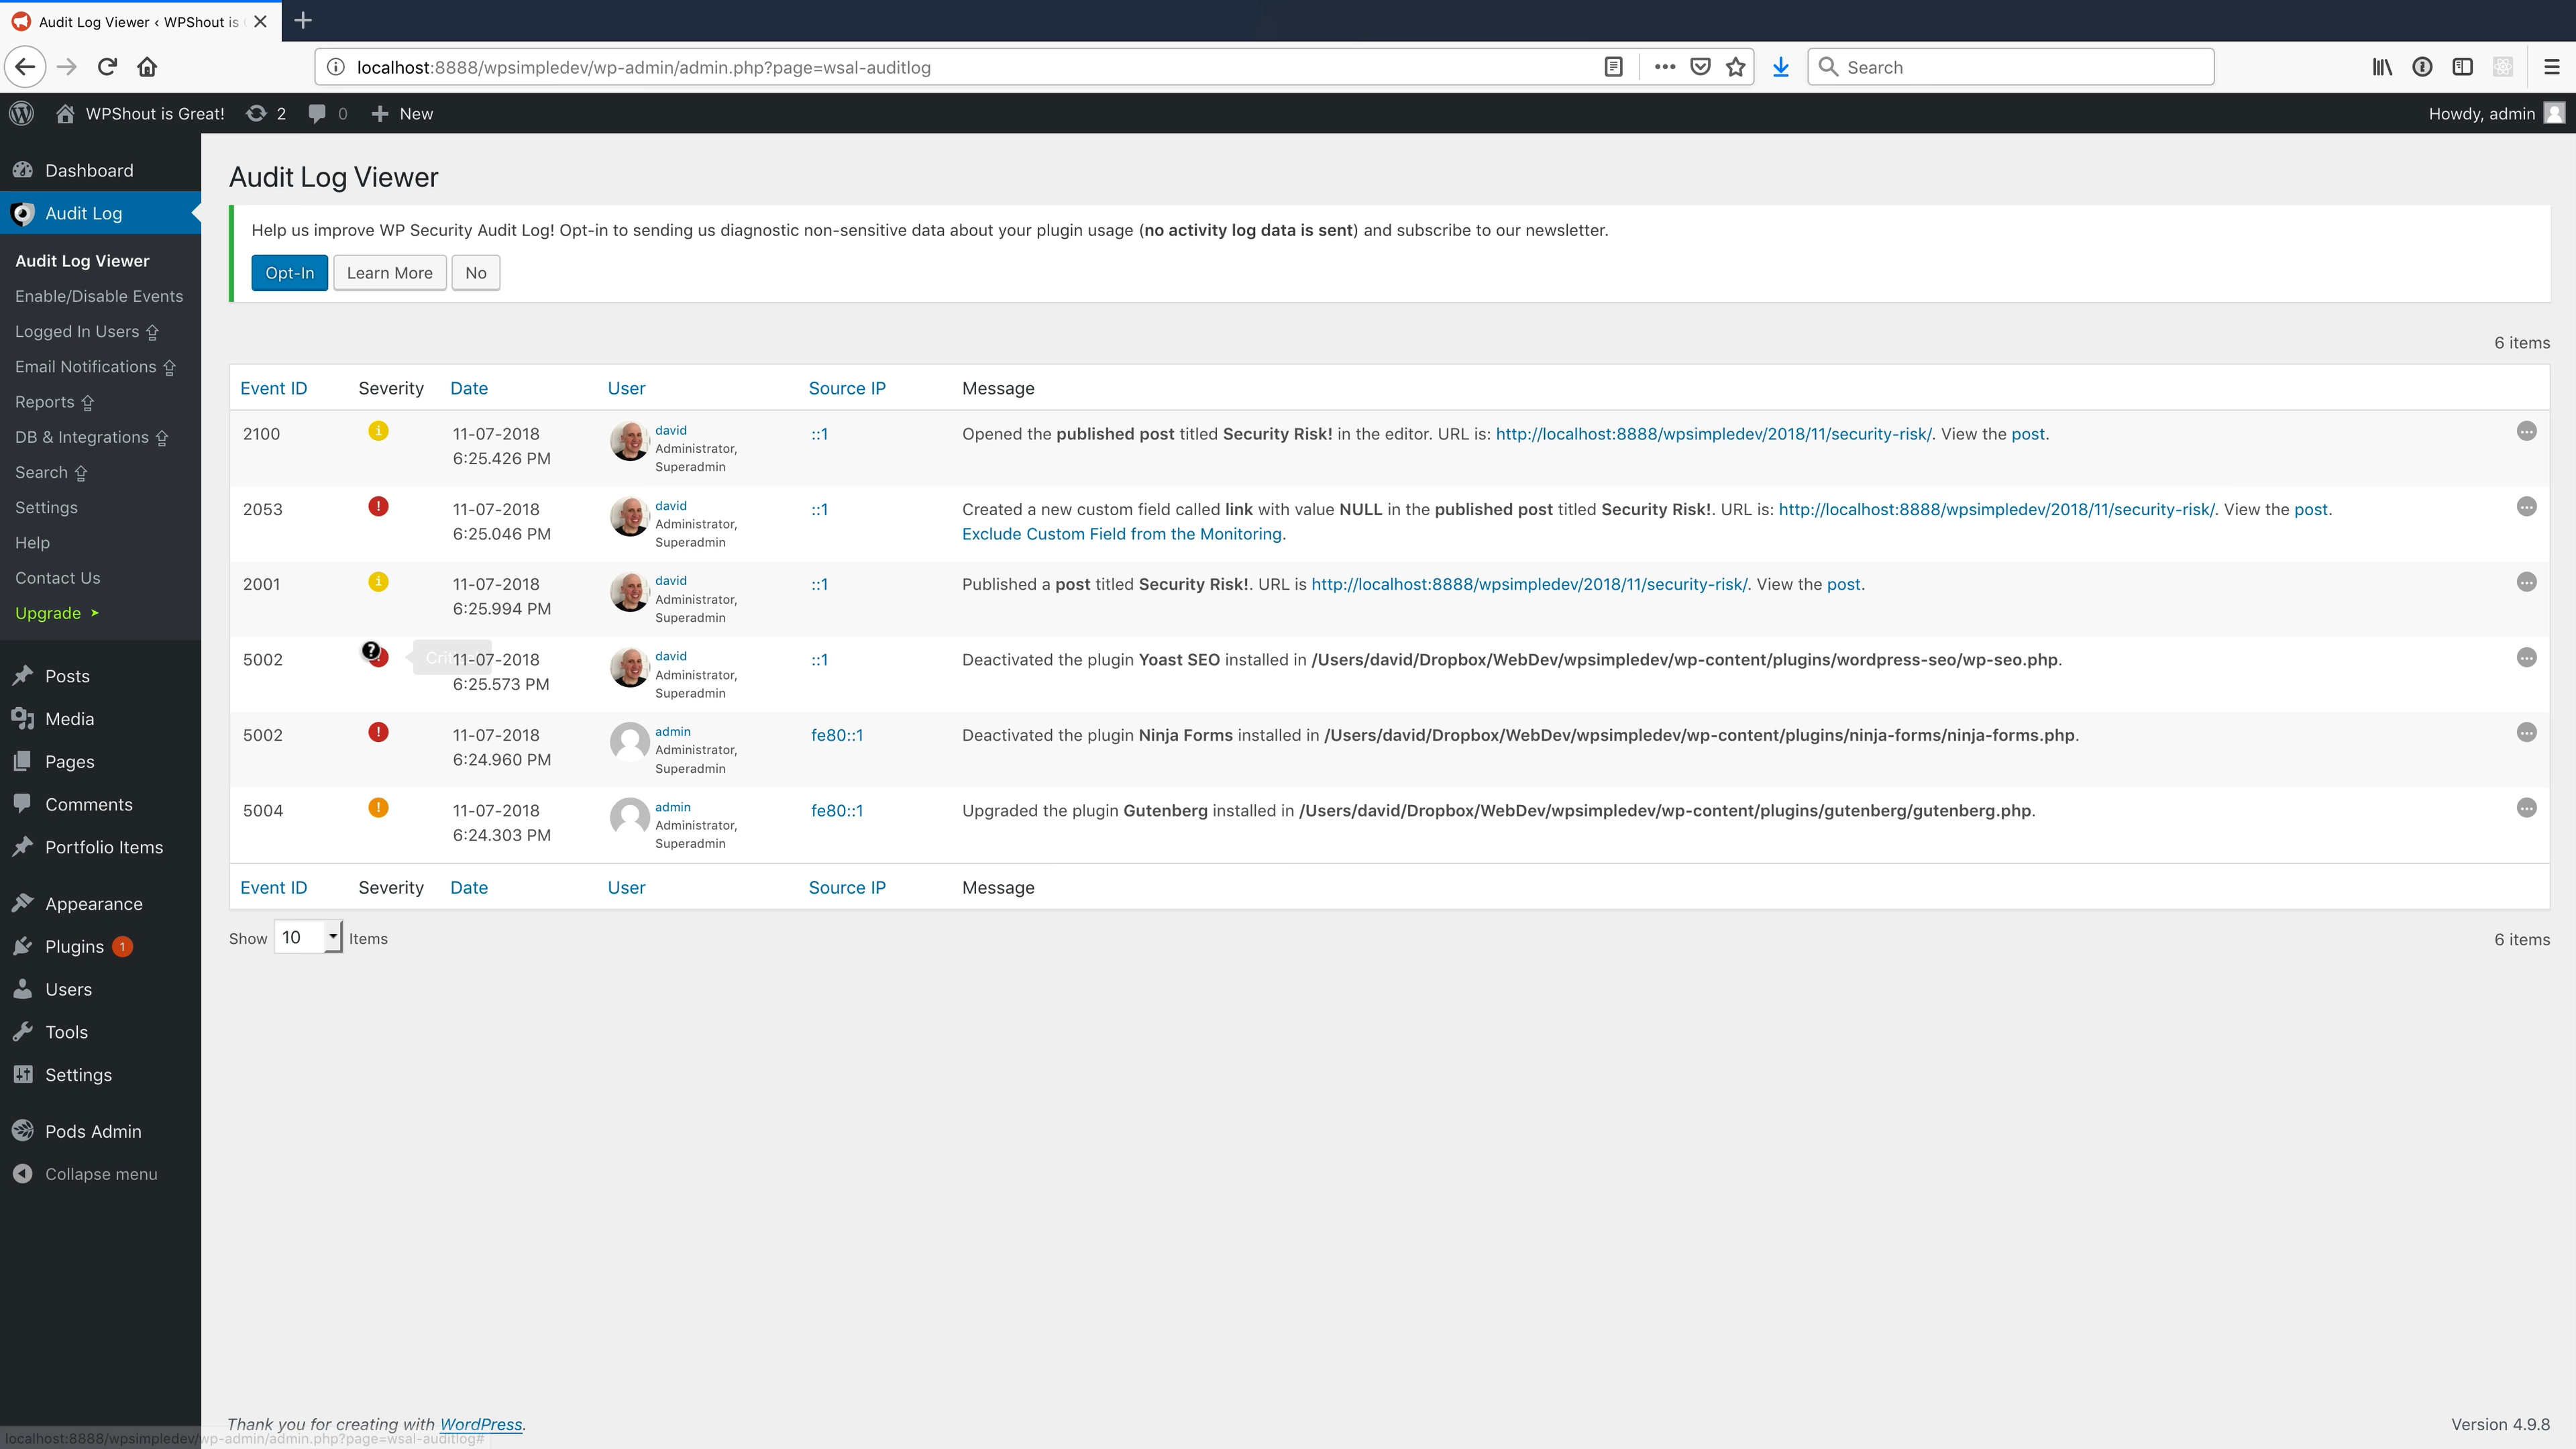 Audit Log Viewer ‹ WPShout is
localhost:8888/wpsimpledev/wp-admin/admin.php?page=wsal-auditlog
Search
WPShout is Great! 2 0 New
Howdy, admin
Dashboard
Audit Log
Audit Log Viewer
Enable/Disable Events
Logged In Users
Email Notifications
Reports
DB & Integrations
Search
Settings
Help
Contact Us
Upgrade
Posts
Media
Pages
Comments
Portfolio Items
Appearance
Plugins 1
Users
Tools
Settings
Pods Admin
Collapse menu
Audit Log Viewer
Help us improve WP Security Audit Log! Opt-in to sending us diagnostic non-sensitive data about your plugin usage (no activity log data is sent) and subscribe to our newsletter.
Opt-In Learn More No
6 items
Event ID Severity Date User Source IP Message
2100 11-07-2018 6:25.426 PM david Administrator, Superadmin ::1 Opened the published post titled Security Risk! in the editor. URL is: http://localhost:8888/wpsimpledev/2018/11/security-risk/. View the post.
2053 11-07-2018 6:25.046 PM david Administrator, Superadmin ::1 Created a new custom field called link with value NULL in the published post titled Security Risk!. URL is: http://localhost:8888/wpsimpledev/2018/11/security-risk/. View the post.
Exclude Custom Field from the Monitoring.
2001 11-07-2018 6:25.994 PM david Administrator, Superadmin ::1 Published a post titled Security Risk!. URL is http://localhost:8888/wpsimpledev/2018/11/security-risk/. View the post.
5002 11-07-2018 6:25.573 PM david Administrator, Superadmin ::1 Deactivated the plugin Yoast SEO installed in /Users/david/Dropbox/WebDev/wpsimpledev/wp-content/plugins/wordpress-seo/wp-seo.php.
5002 11-07-2018 6:24.960 PM admin Administrator, Superadmin fe80::1 Deactivated the plugin Ninja Forms installed in /Users/david/Dropbox/WebDev/wpsimpledev/wp-content/plugins/ninja-forms/ninja-forms.php.
5004 11-07-2018 6:24.303 PM admin Administrator, Superadmin fe80::1 Upgraded the plugin Gutenberg installed in /Users/david/Dropbox/WebDev/wpsimpledev/wp-content/plugins/gutenberg/gutenberg.php.
Event ID Severity Date User Source IP Message
Show 10 Items
6 items
Thank you for creating with WordPress.
Version 4.9.8
localhost:8888/wpsimpledev/wp-admin/admin.php?page=wsal-auditlog#